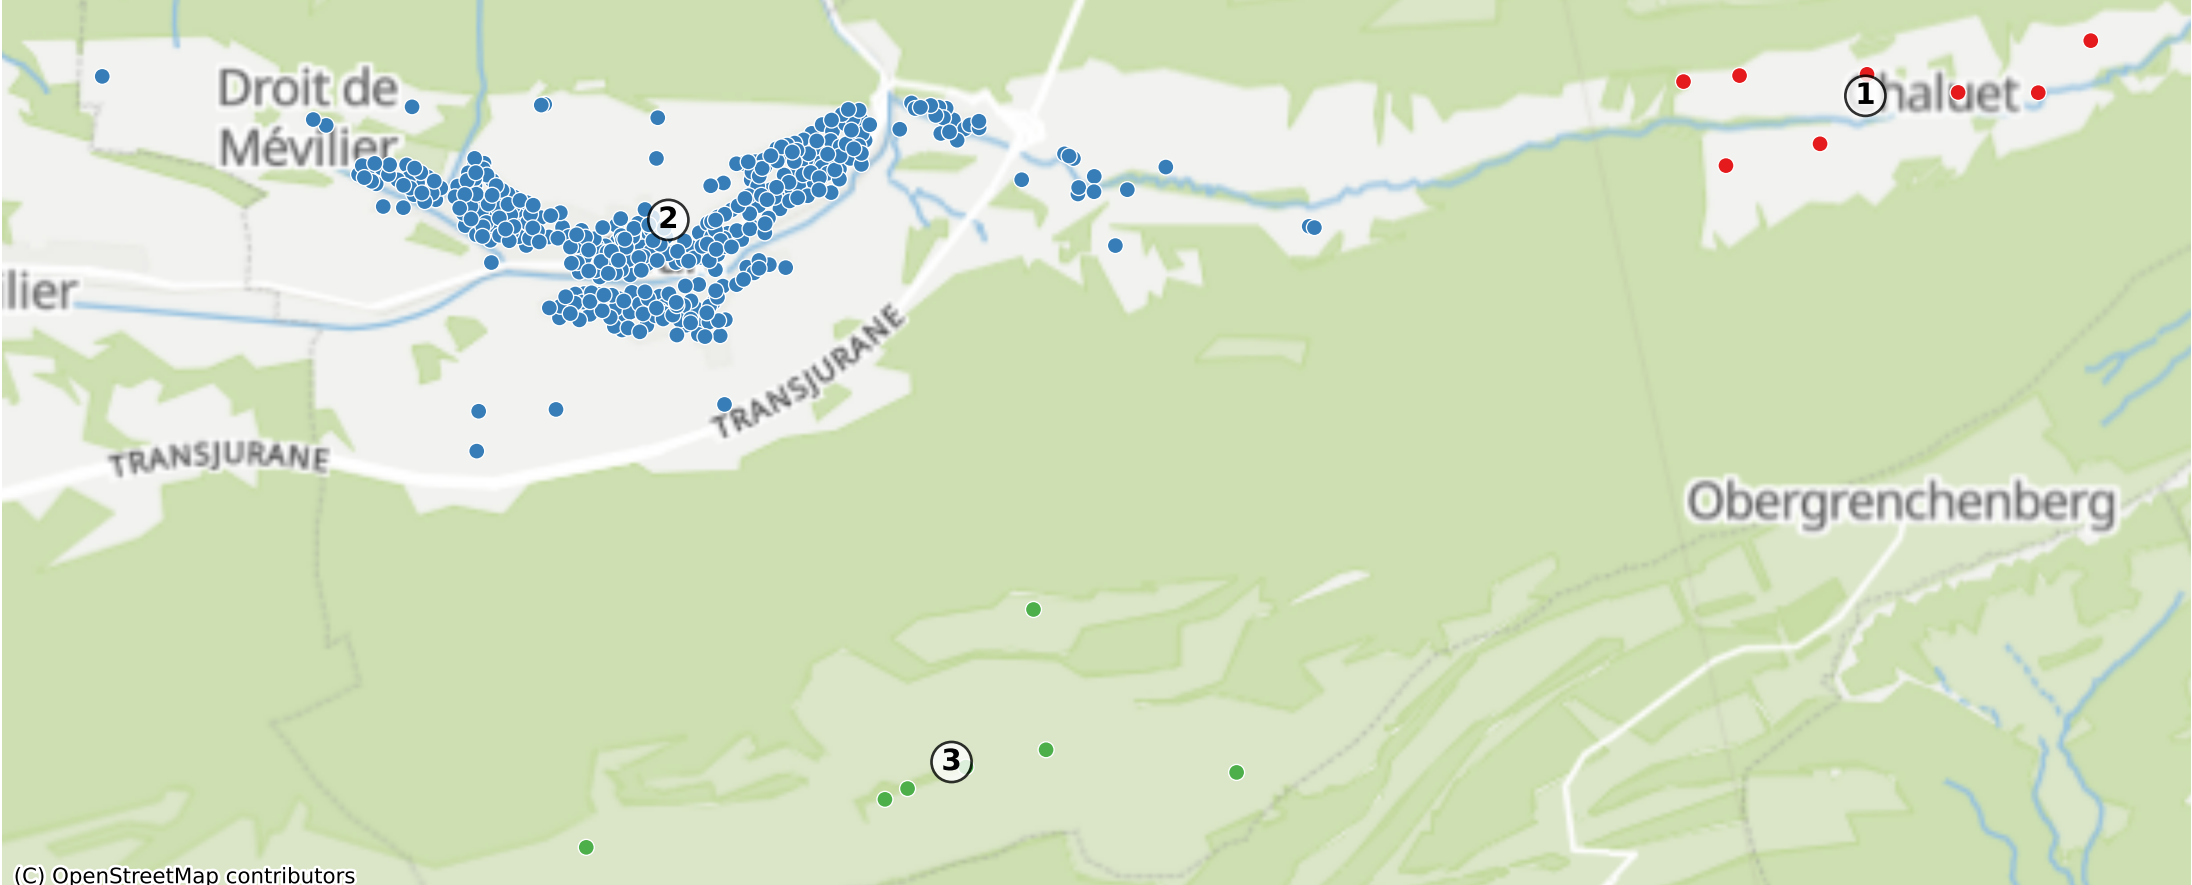 Droit de
Mévilier
1
haluet
2
lier
TRANSJURANE
TRANSJURANE
Obergrenchenberg
3
(C) OpenStreetMap contributors